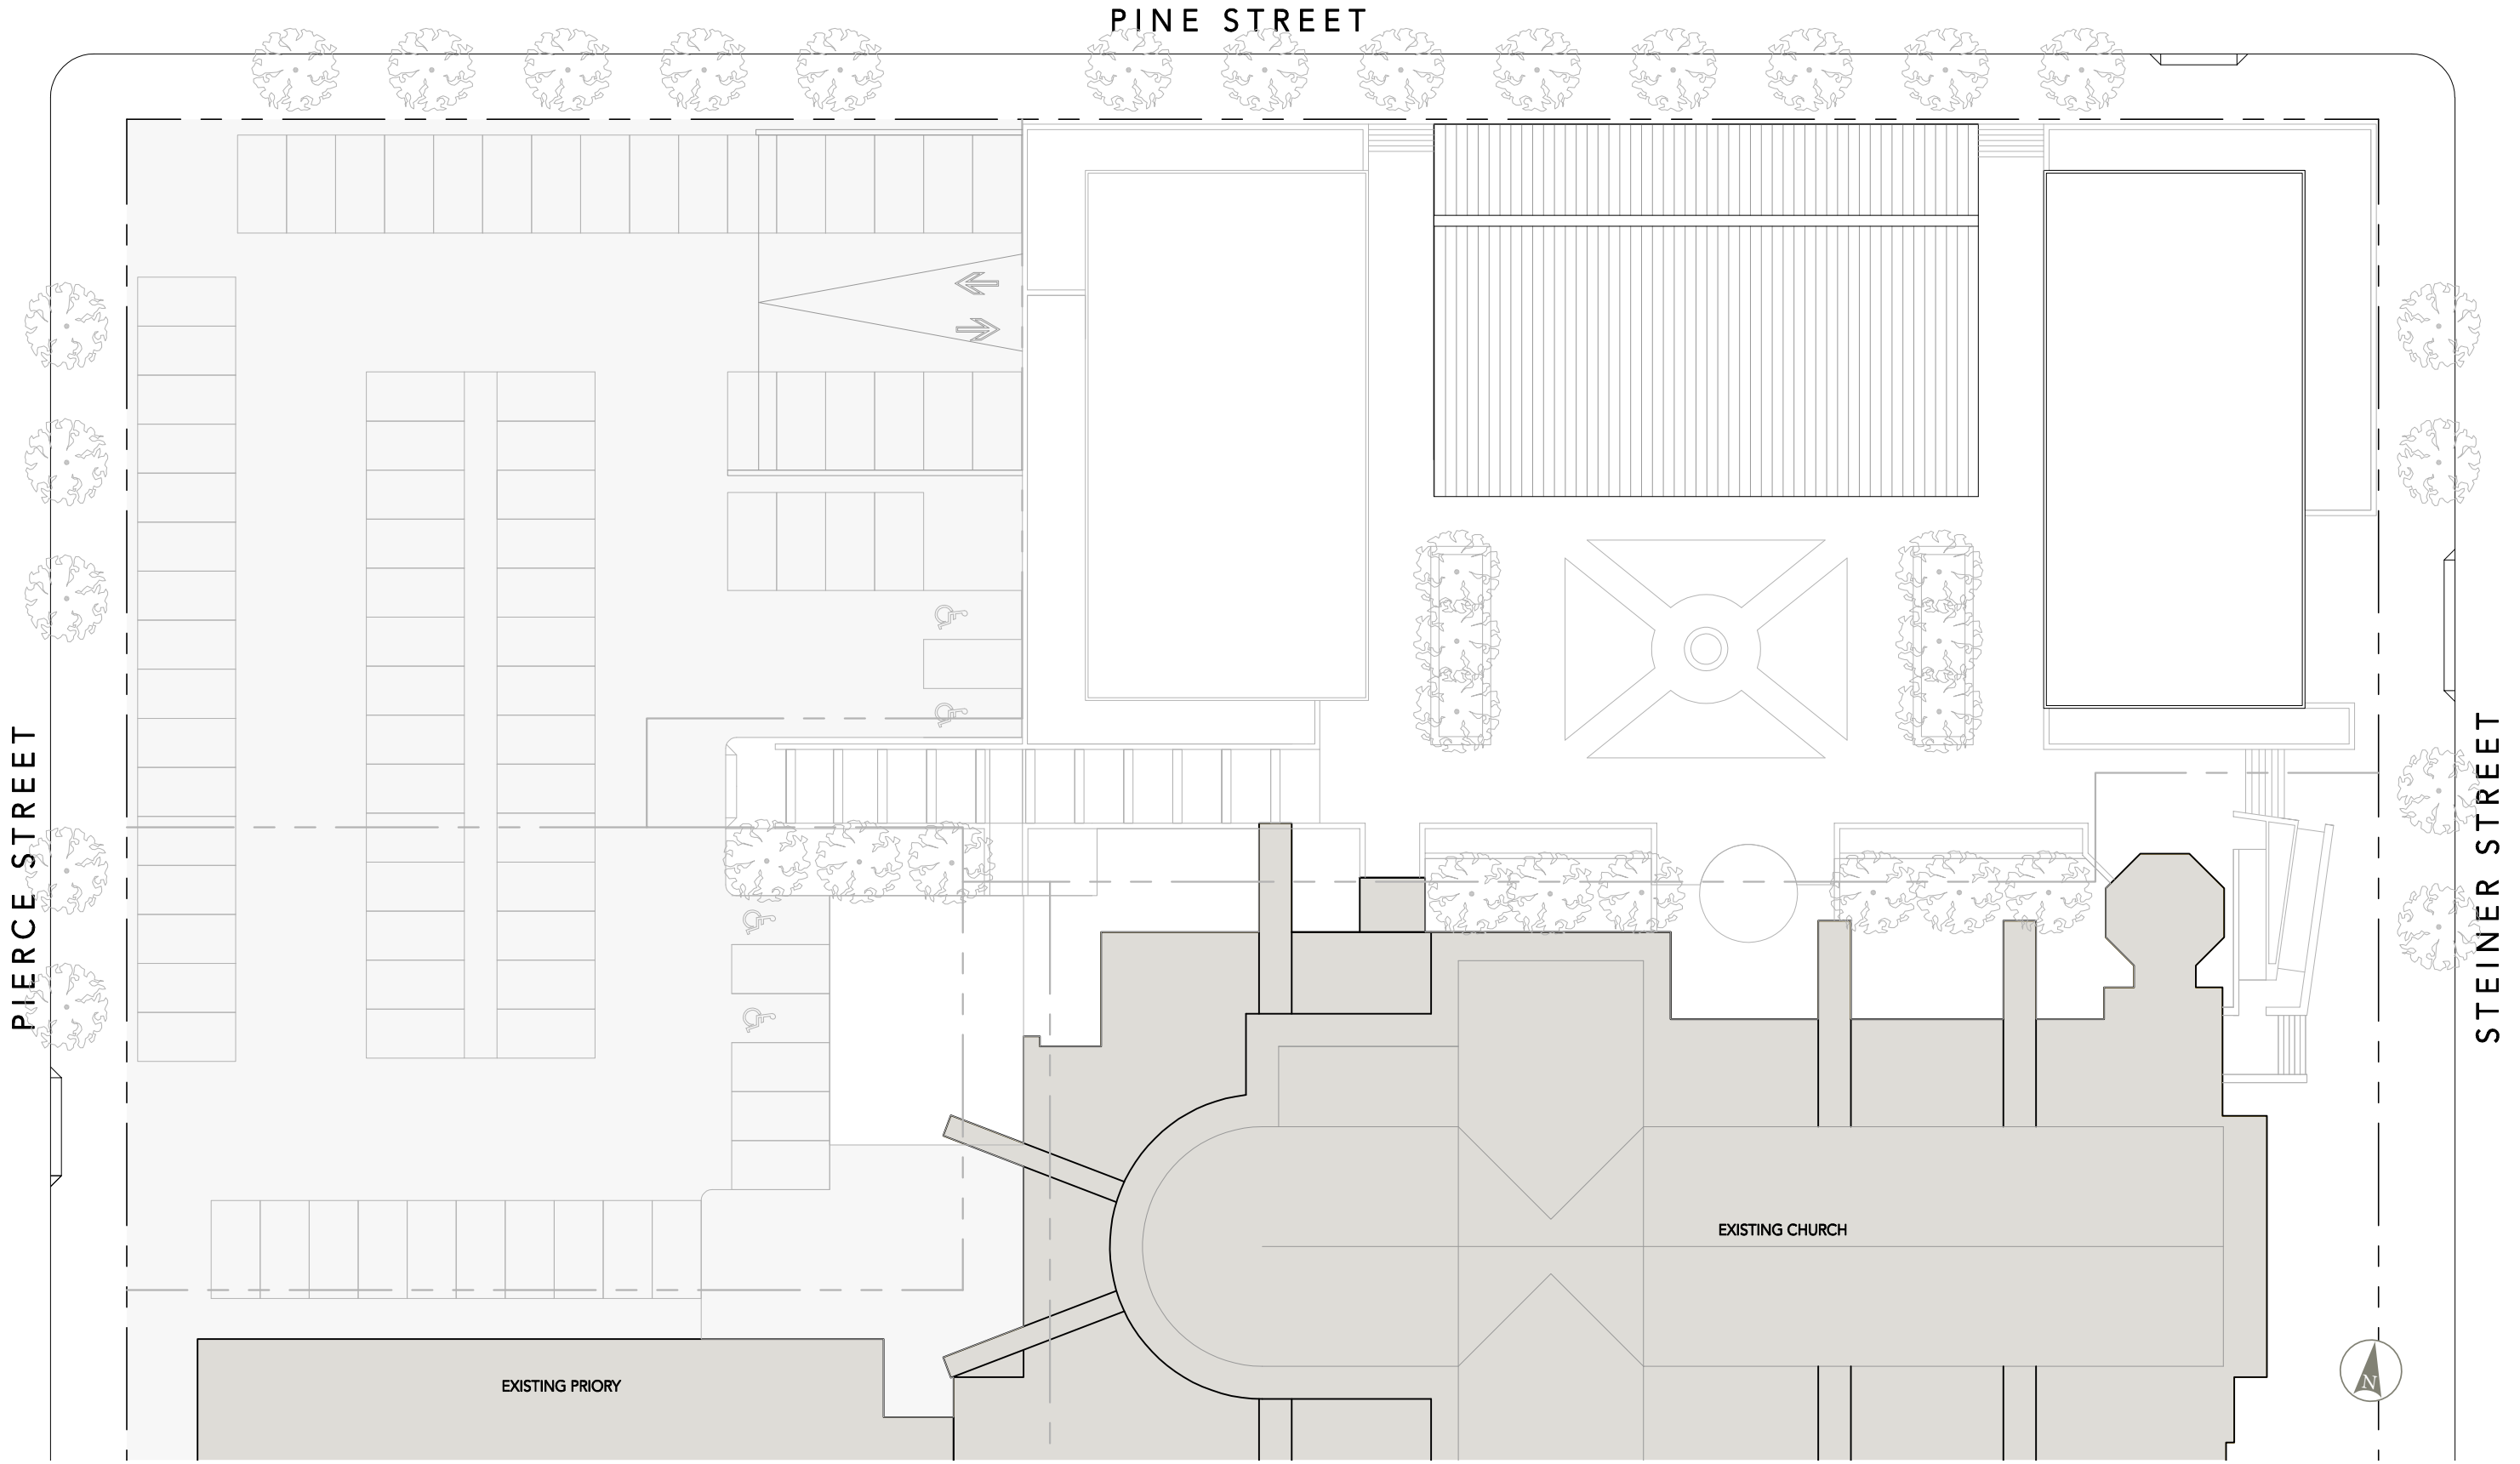 PINE STREET
PIERCE STREET
STEINER STREET
EXISTING CHURCH
EXISTING PRIORY
N